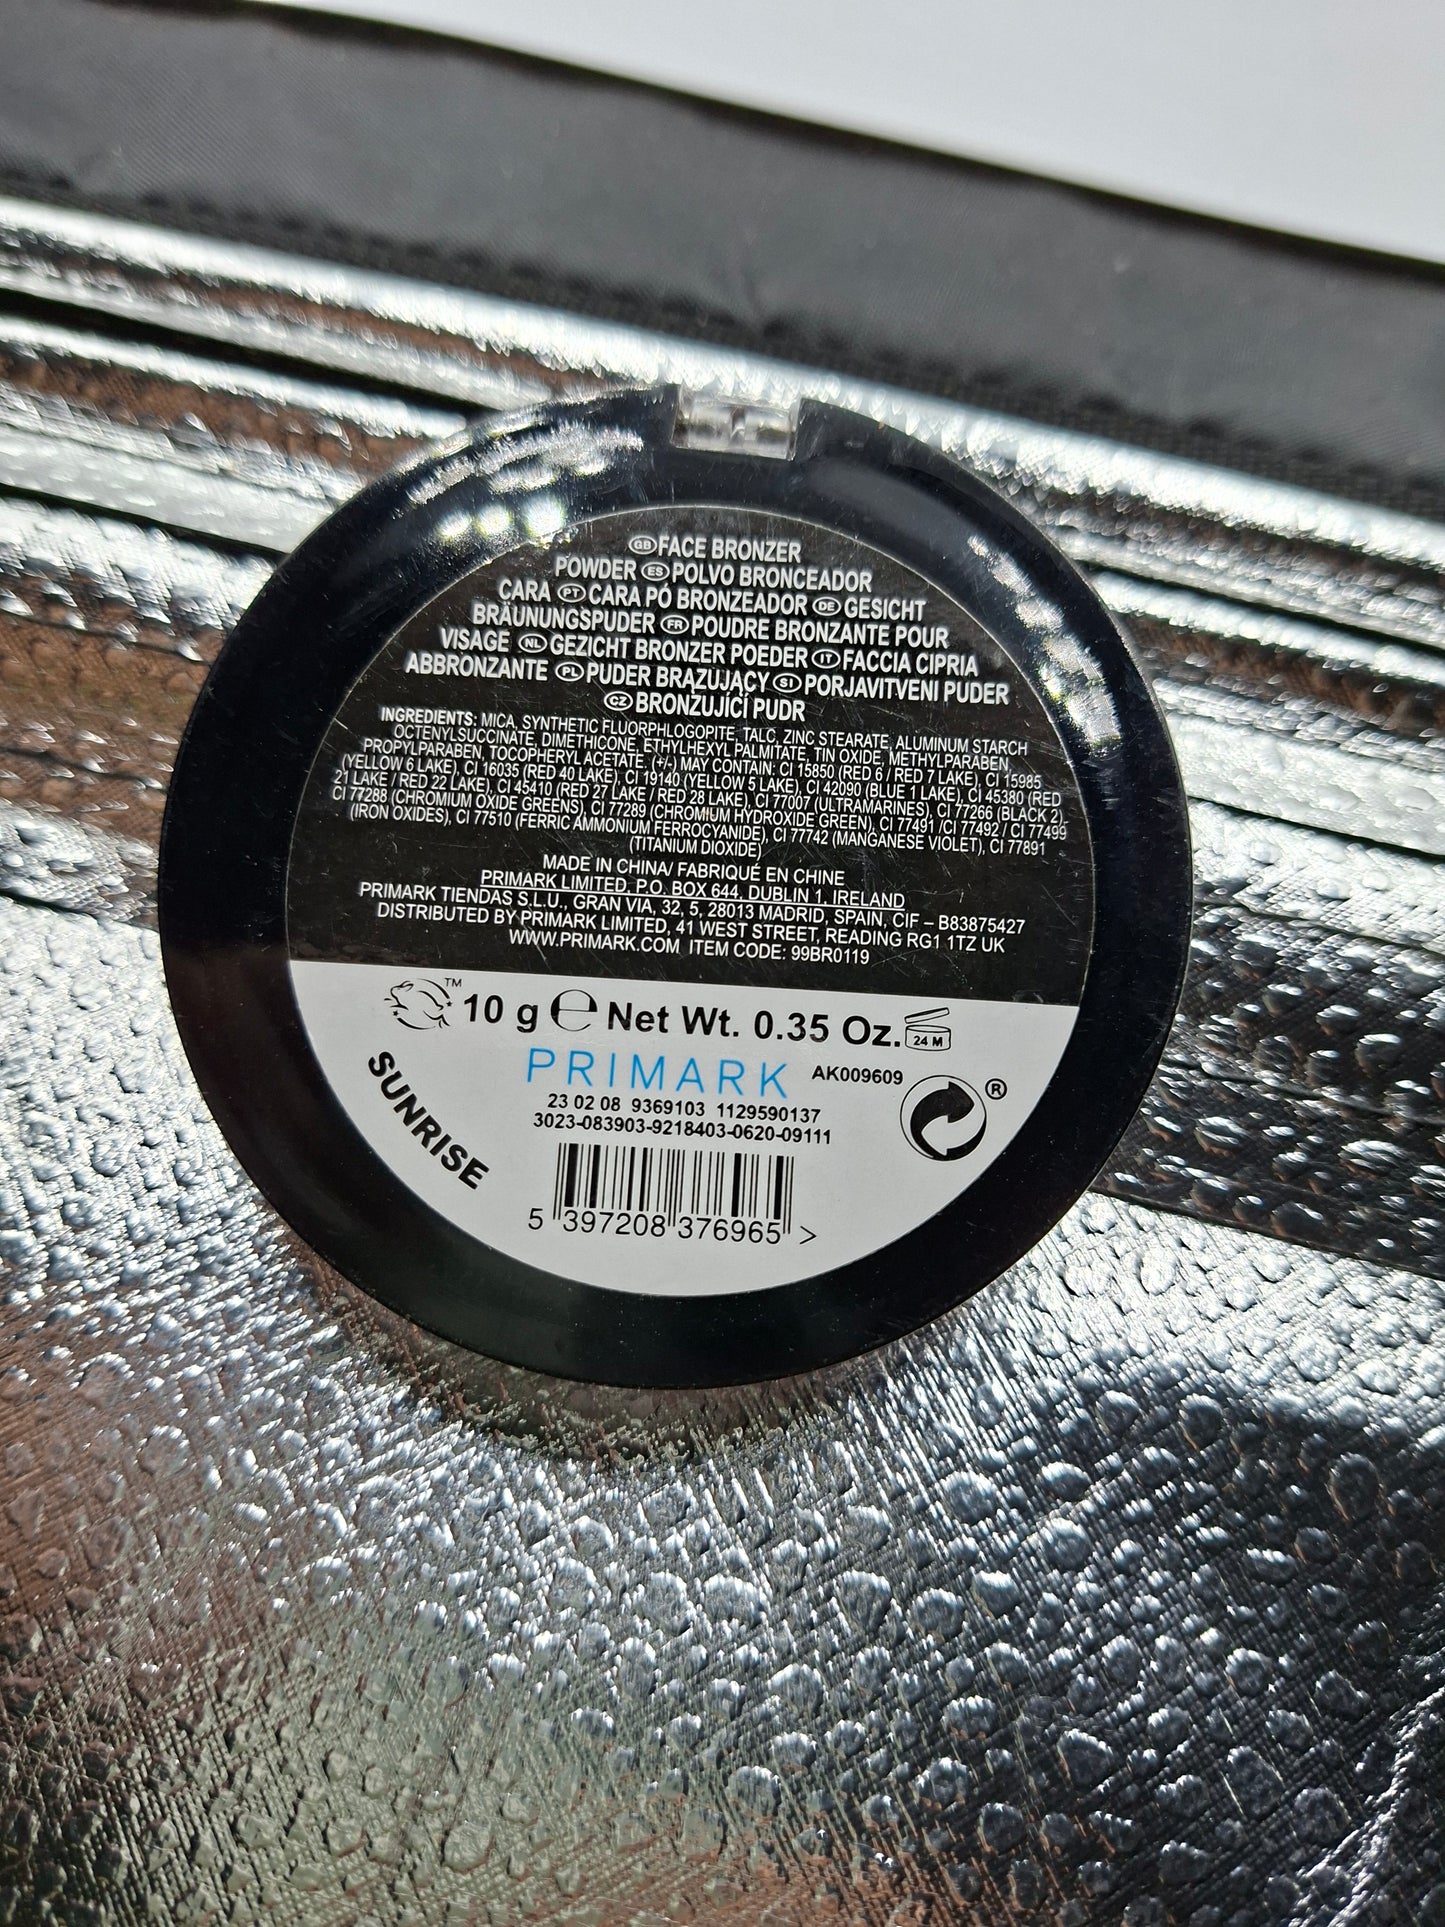 GB FACE BRONZER
POWDER ES POLVO BRONCEADOR
CARA PT CARA PÓ BRONZEADOR DE GESICHT
BRÄUNUNGSPUDER FR POUDRE BRONZANTE POUR
VISAGE NL GEZICHT BRONZER POEDER IT FACCIA CIPRIA
ABBRONZANTE PL PUDER BRĄZUJĄCY SI PORJAVITVENI PUDER
CZ BRONZUJÍCÍ PUDR
INGREDIENTS: MICA, SYNTHETIC FLUORPHLOGOPITE, TALC, ZINC STEARATE, ALUMINUM STARCH
OCTENYLSUCCINATE, DIMETHICONE, ETHYLHEXYL PALMITATE, TIN OXIDE, METHYLPARABEN,
PROPYLPARABEN, TOCOPHERYL ACETATE. (+/-) MAY CONTAIN: CI 15850 (RED 6 / RED 7 LAKE), CI 15985
(YELLOW 6 LAKE), CI 16035 (RED 40 LAKE), CI 19140 (YELLOW 5 LAKE), CI 42090 (BLUE 1 LAKE), CI 45380 (RED
21 LAKE / RED 22 LAKE), CI 45410 (RED 27 LAKE / RED 28 LAKE), CI 77007 (ULTRAMARINES), CI 77266 (BLACK 2),
CI 77288 (CHROMIUM OXIDE GREENS), CI 77289 (CHROMIUM HYDROXIDE GREEN), CI 77491 /CI 77492 / CI 77499
(IRON OXIDES), CI 77510 (FERRIC AMMONIUM FERROCYANIDE), CI 77742 (MANGANESE VIOLET), CI 77891
(TITANIUM DIOXIDE)
MADE IN CHINA/ FABRIQUÉ EN CHINE
PRIMARK LIMITED, P.O. BOX 644, DUBLIN 1, IRELAND
PRIMARK TIENDAS S.L.U., GRAN VIA, 32, 5, 28013 MADRID, SPAIN, CIF – B83875427
DISTRIBUTED BY PRIMARK LIMITED, 41 WEST STREET, READING RG1 1TZ UK
WWW.PRIMARK.COM ITEM CODE: 99BR0119
TM 10 g ℮ Net Wt. 0.35 Oz. 24 M
PRIMARK AK009609 ®
23 02 08 9369103 1129590137
3023-083903-9218403-0620-09111
SUNRISE
5 397208 376965 >